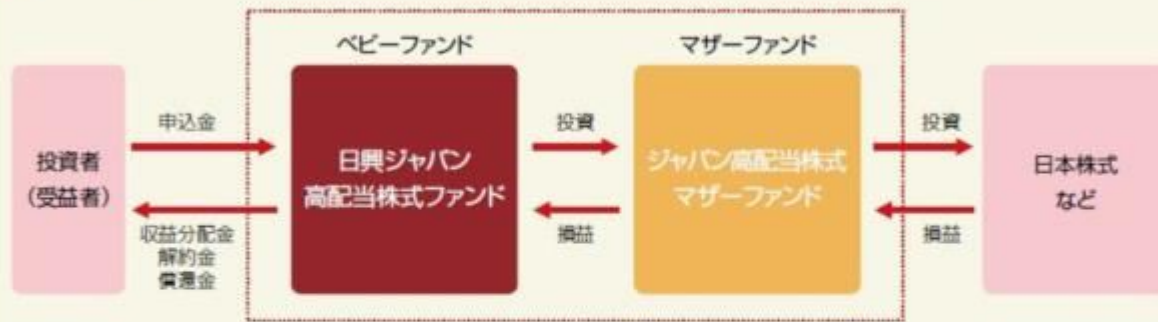 ベビーファンド
マザーファンド
投資者
（受益者）
申込金
収益分配金
解約金
償還金
日興ジャパン
高配当株式ファンド
投資
損益
ジャパン高配当株式
マザーファンド
投資
損益
日本株式
など